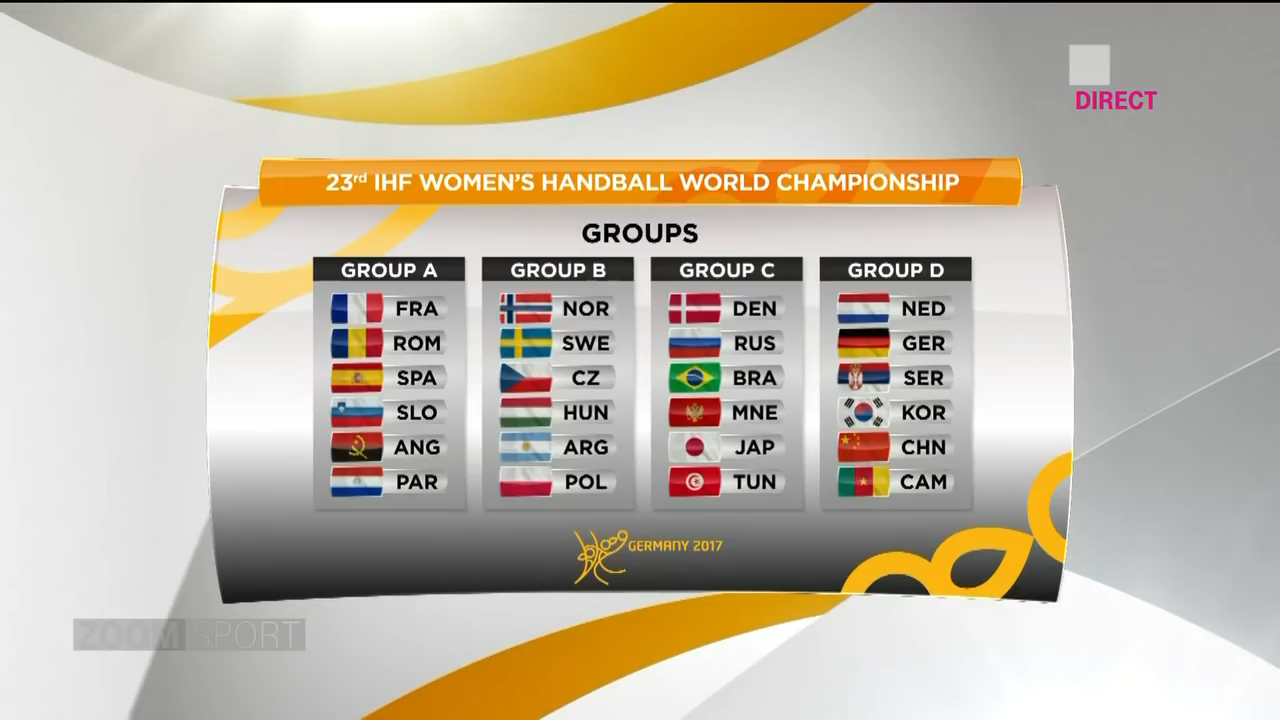 DIRECT
23rd IHF WOMEN'S HANDBALL WORLD CHAMPIONSHIP
GROUPS
GROUP A
FRA
ROM
SPA
SLO
ANG
PAR
GROUP B
NOR
SWE
CZ
HUN
ARG
POL
GROUP C
DEN
RUS
BRA
MNE
JAP
TUN
GROUP D
NED
GER
SER
KOR
CHN
CAM
GERMANY 2017
ZOOM SPORT